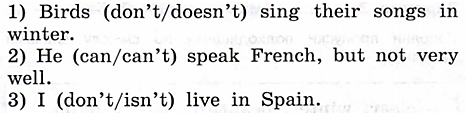 1) Birds (don't/doesn't) sing their songs in
winter.
2) He (can/can't) speak French, but not very
well.
3) I (don't/isn't) live in Spain.